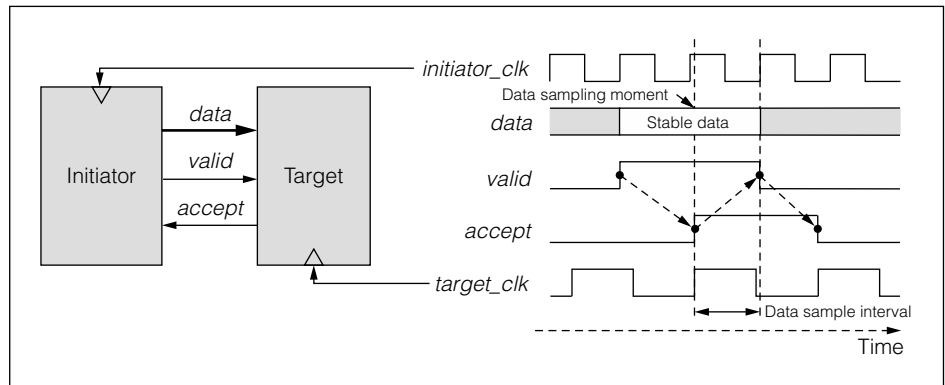 initiator_clk
Data sampling moment
data
data
Stable data
valid
valid
Initiator
Target
accept
accept
target_clk
Data sample interval
Time